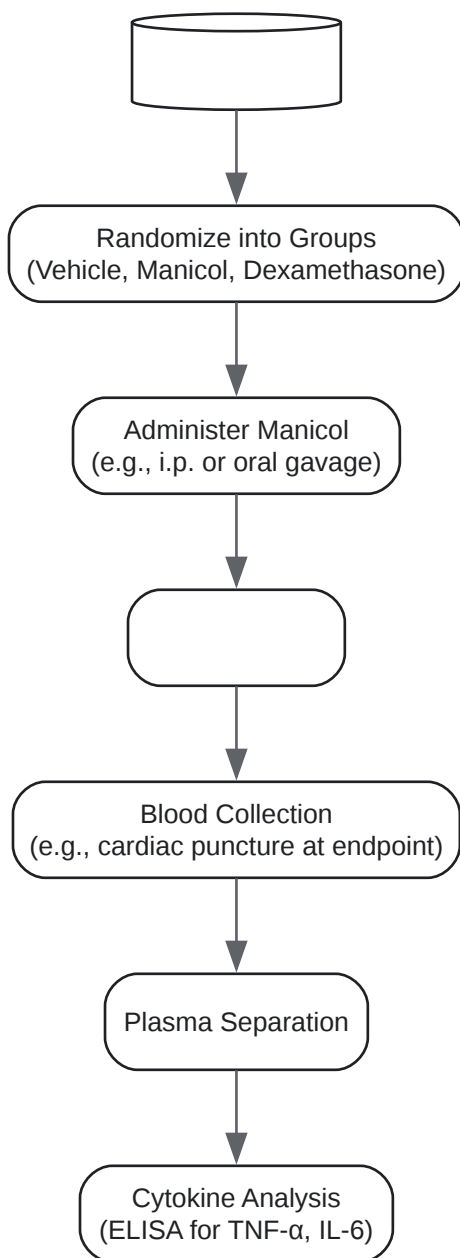 Randomize into Groups
(Vehicle, Manicol, Dexamethasone)
Administer Manicol
(e.g., i.p. or oral gavage)
Blood Collection
(e.g., cardiac puncture at endpoint)
Plasma Separation
Cytokine Analysis
(ELISA for TNF-α, IL-6)